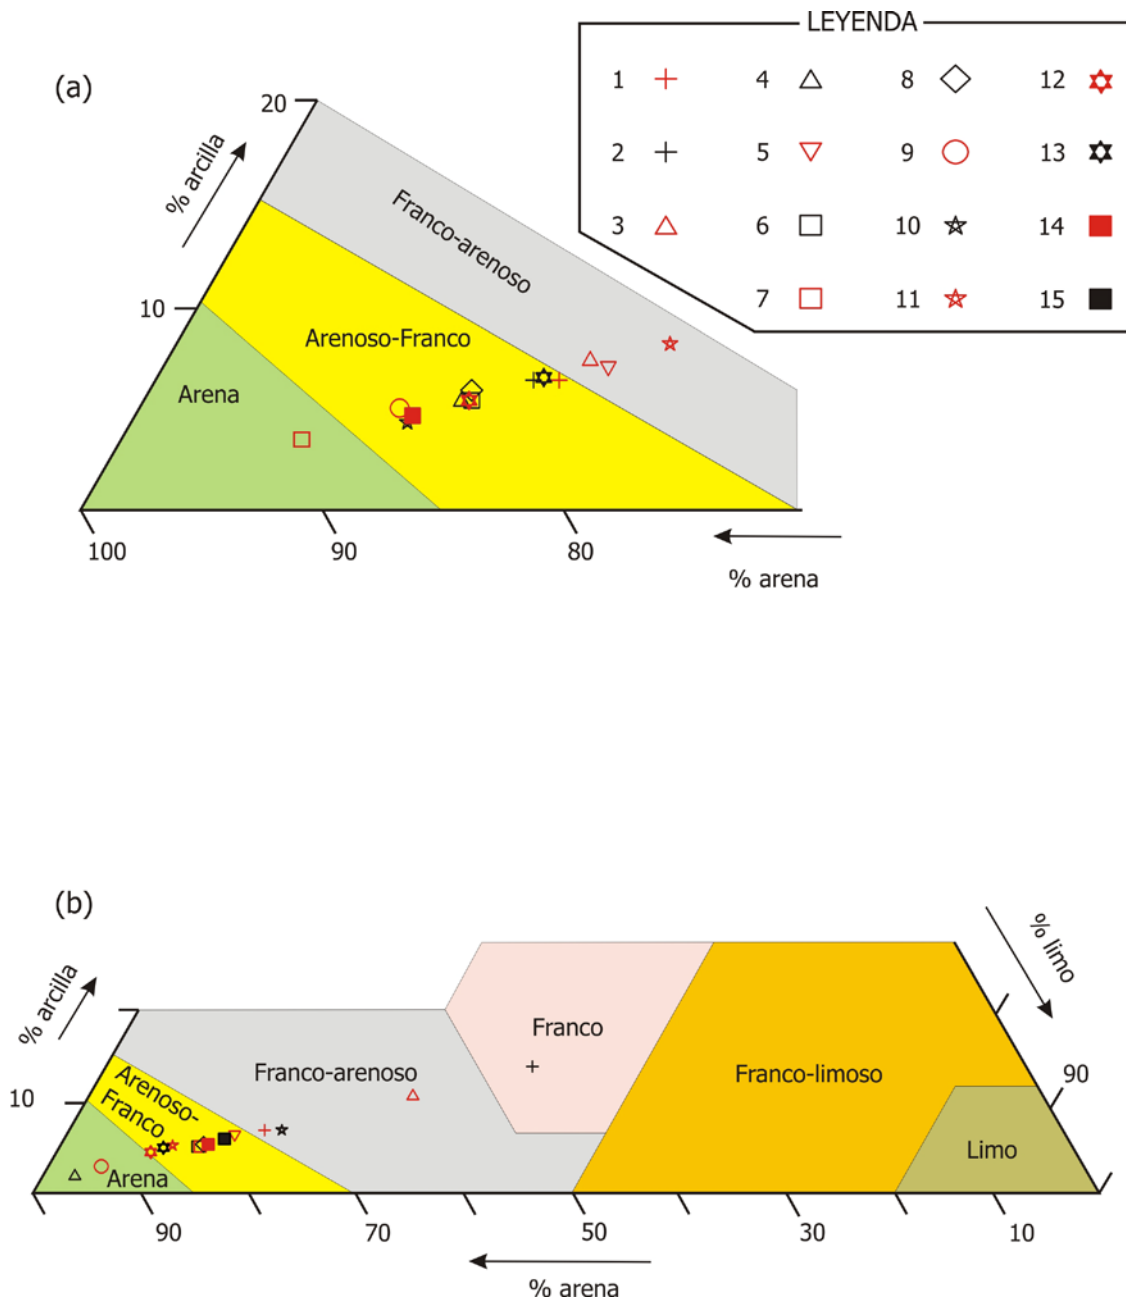 LEYENDA
1 4 8 12
2 5 9 13
3 6 10 14
7 11 15
(a)
20
% arcilla
Franco-arenoso
10
Arenoso-Franco
Arena
100 90 80
% arena
(b)
% limo
% arcilla
Franco
Franco-arenoso
Franco-limoso
90
Arenoso-
Franco
10
Limo
Arena
90 70 50 30 10
% arena